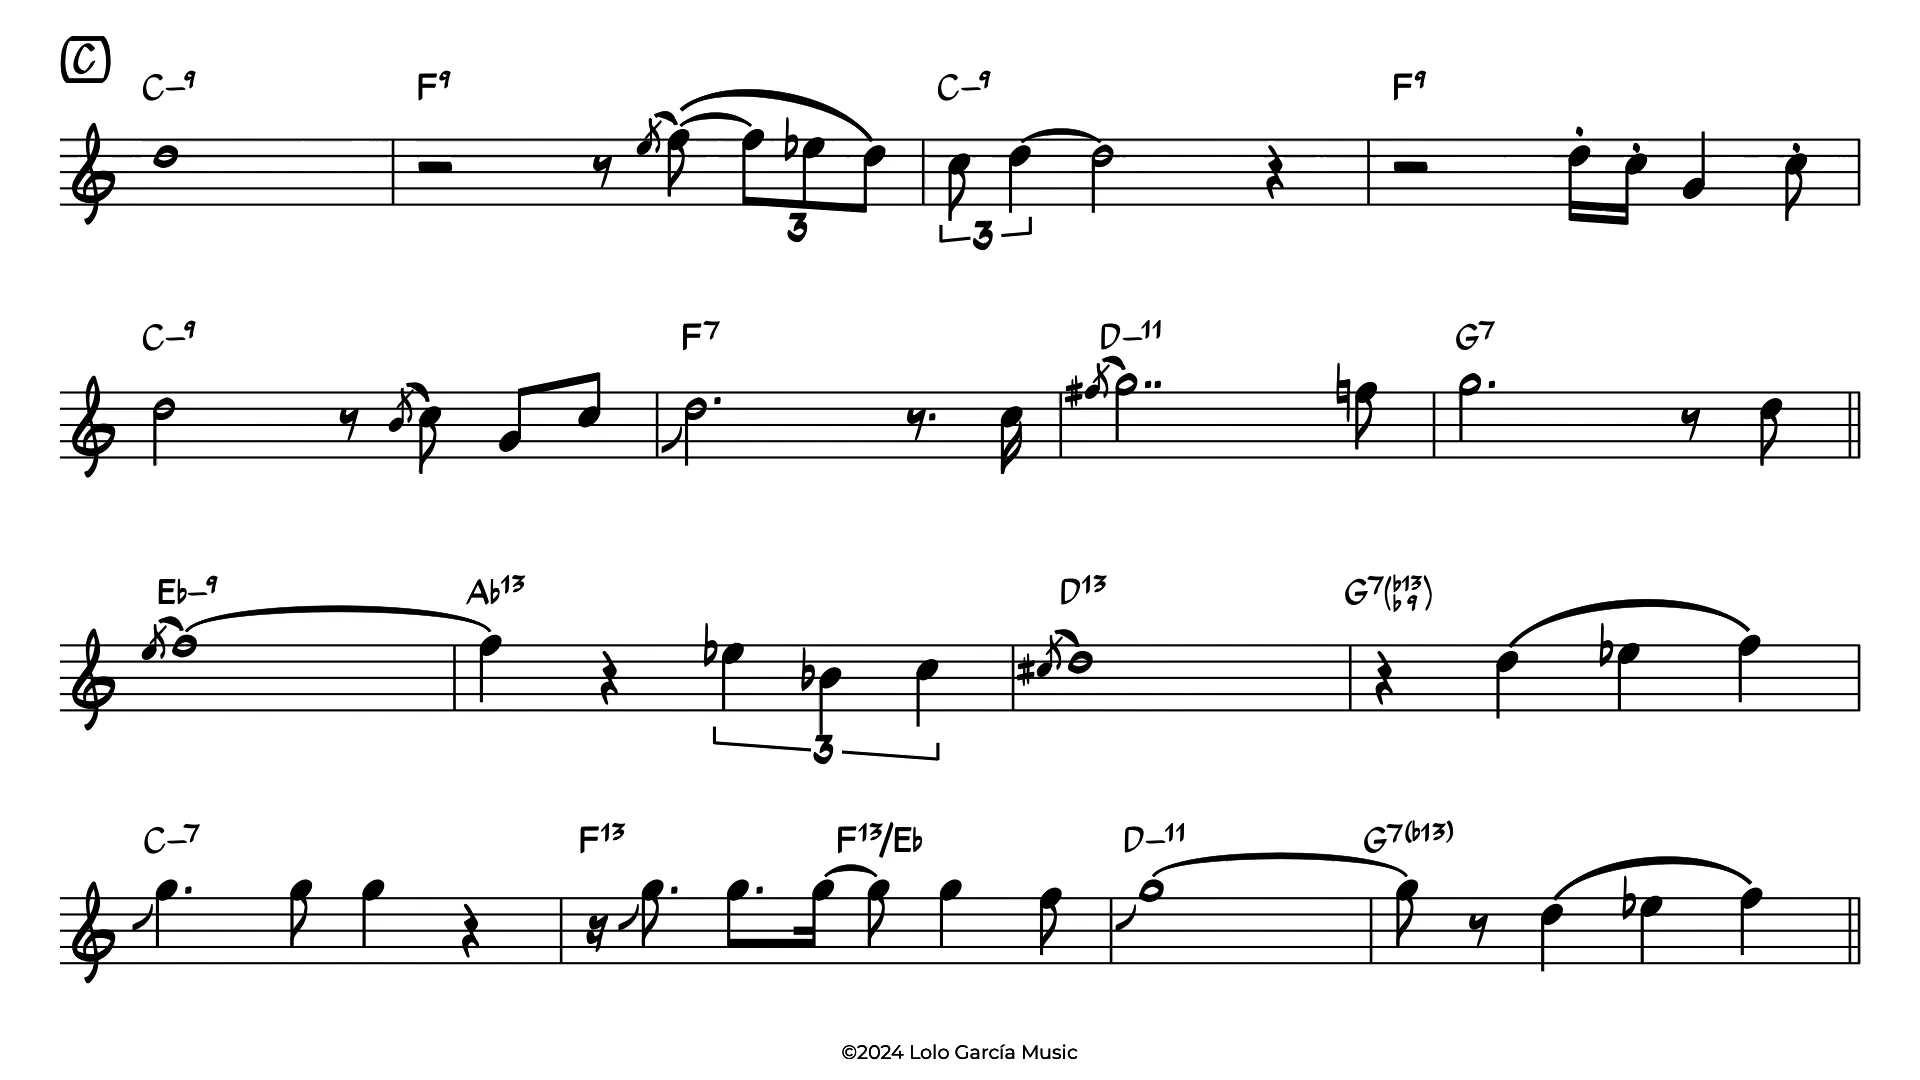 C
C–9 F9 C–9 F9
3 3
C–9 F7 D–11 G7
Eb–9 Ab13 D13 G7(b13 b9)
3
C–7 F13 F13/Eb D–11 G7(b13)
©2024 Lolo García Music